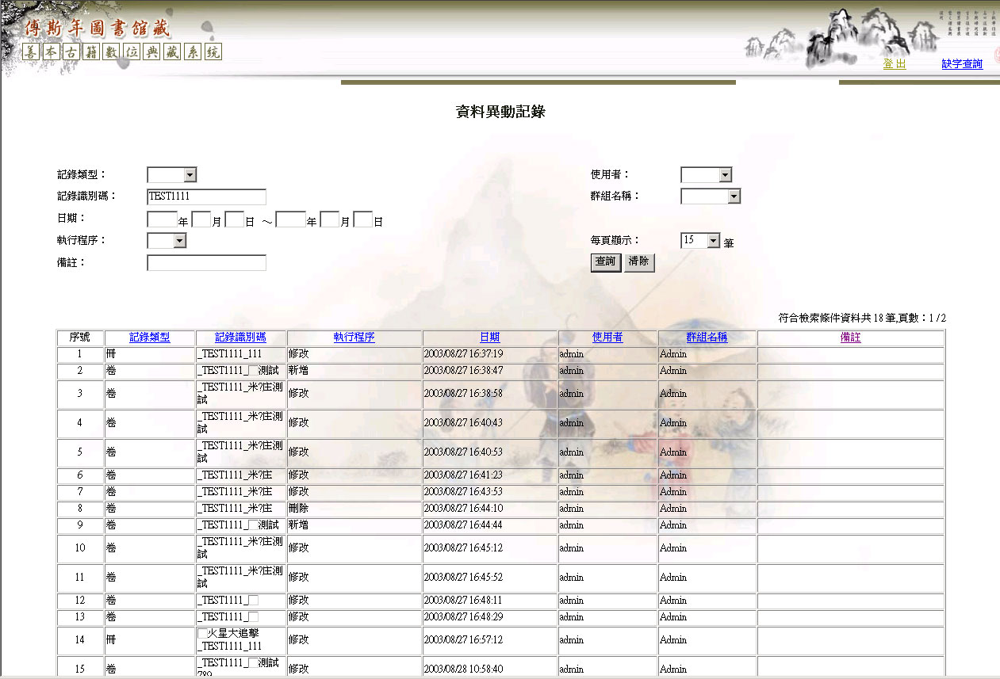 傅斯年圖書館藏
善本古籍數位典藏系統
登出 缺字查詢
資料異動記錄
記錄類型： 使用者：
記錄識別碼： TEST1111 群組名稱：
日期： 年 月 日 ～ 年 月 日
執行程序： 每頁顯示： 15 筆
備註： 查詢 清除
符合檢索條件資料共 18 筆,頁數：1 / 2
序號 記錄類型 記錄識別碼 執行程序 日期 使用者 群組名稱 備註
1 冊 _TEST1111_111 修改 2003/08/27 16:37:19 admin Admin
2 卷 _TEST1111_□測試 新增 2003/08/27 16:38:47 admin Admin
3 卷 _TEST1111_米?庄測
試 修改 2003/08/27 16:38:58 admin Admin
4 卷 _TEST1111_米?庄測
試 修改 2003/08/27 16:40:43 admin Admin
5 卷 _TEST1111_米?庄測
試 修改 2003/08/27 16:40:53 admin Admin
6 卷 _TEST1111_米?庄 修改 2003/08/27 16:41:23 admin Admin
7 卷 _TEST1111_米?庄 修改 2003/08/27 16:43:53 admin Admin
8 卷 _TEST1111_米?庄 刪除 2003/08/27 16:44:10 admin Admin
9 卷 _TEST1111_□測試 新增 2003/08/27 16:44:44 admin Admin
10 卷 _TEST1111_米?庄測
試 修改 2003/08/27 16:45:12 admin Admin
11 卷 _TEST1111_米?庄測
試 修改 2003/08/27 16:45:52 admin Admin
12 卷 _TEST1111_□ 修改 2003/08/27 16:48:11 admin Admin
13 卷 _TEST1111_□ 修改 2003/08/27 16:48:29 admin Admin
14 冊 □火星大追擊
_TEST1111_111 修改 2003/08/27 16:57:12 admin Admin
15 卷 _TEST1111_□測試
789 修改 2003/08/28 10:58:40 admin Admin